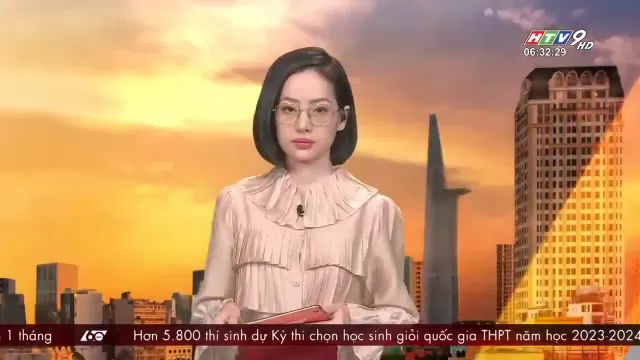 HTV9 HD
06:32:29
1 tháng 60 Hơn 5.800 thí sinh dự Kỳ thi chọn học sinh giỏi quốc gia THPT năm học 2023-2024